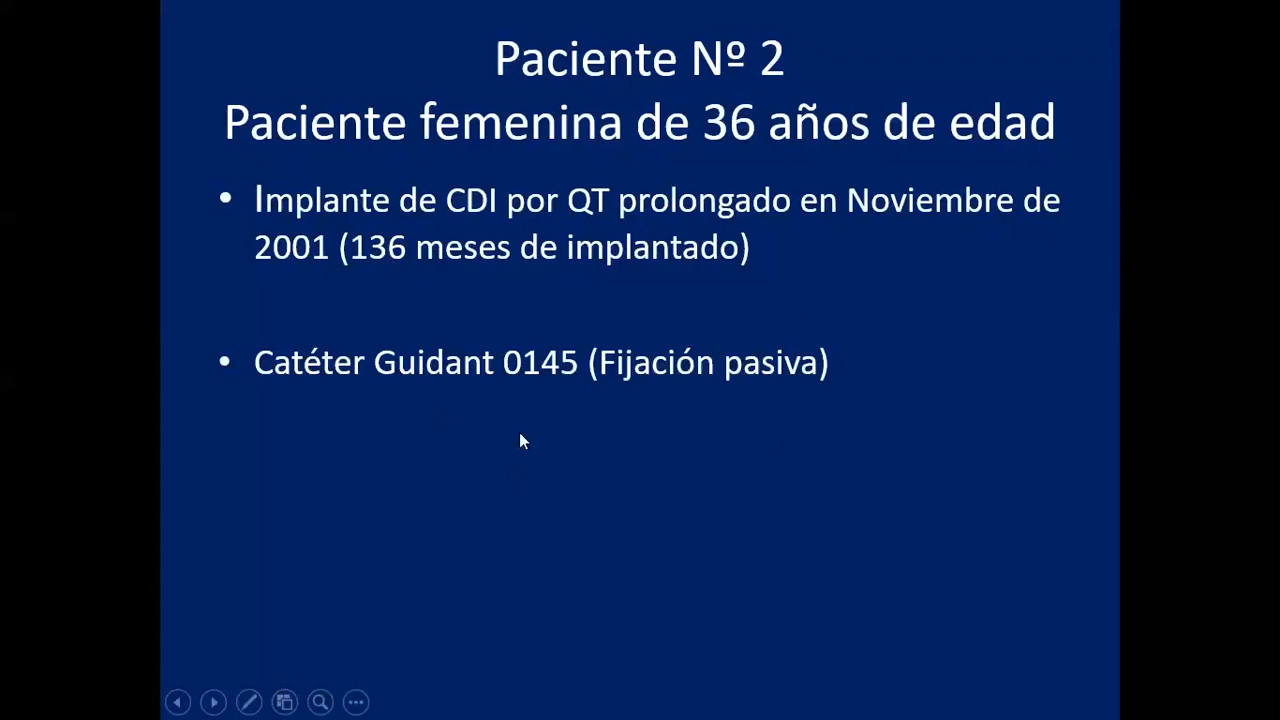 Paciente Nº 2
Paciente femenina de 36 años de edad
• Implante de CDI por QT prolongado en Noviembre de
2001 (136 meses de implantado)
• Catéter Guidant 0145 (Fijación pasiva)